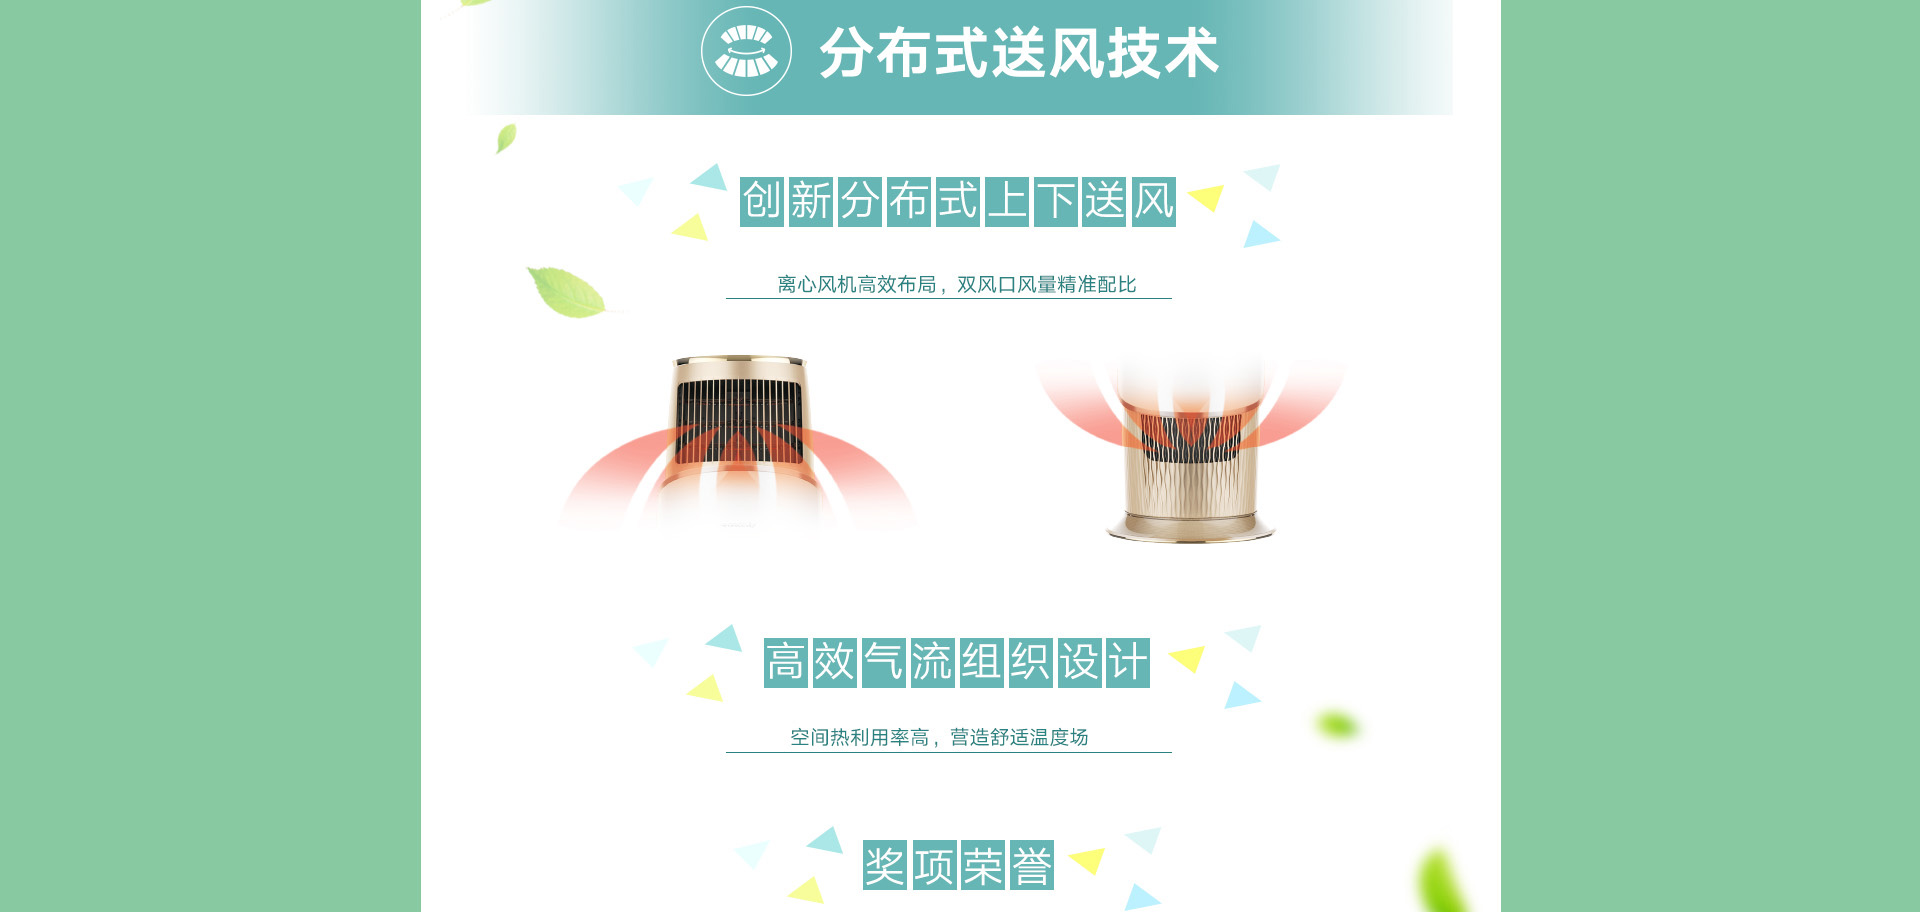 分布式送风技术
创新分布式上下送风
离心风机高效布局，双风口风量精准配比
高效气流组织设计
空间热利用率高，营造舒适温度场
奖项荣誉